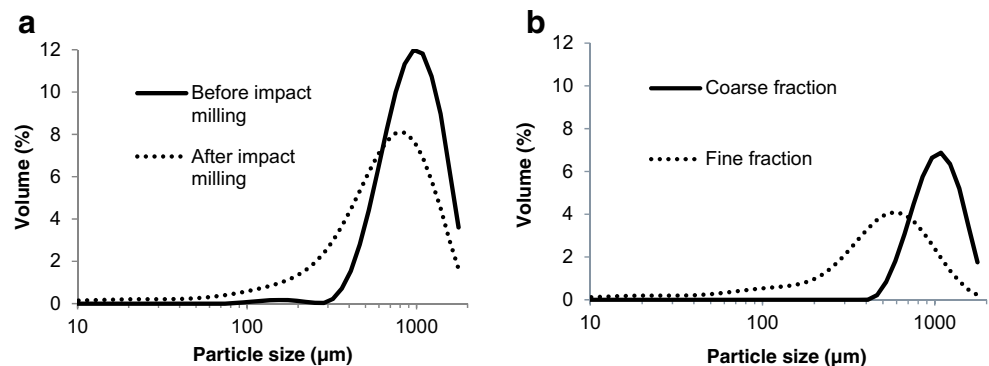 a
12
10
8
6
4
2
0
Volume (%)
Before impact
milling
After impact
milling
10
100
1000
Particle size (µm)
b
12
10
8
6
4
2
0
Volume (%)
Coarse fraction
Fine fraction
10
100
1000
Particle size (µm)